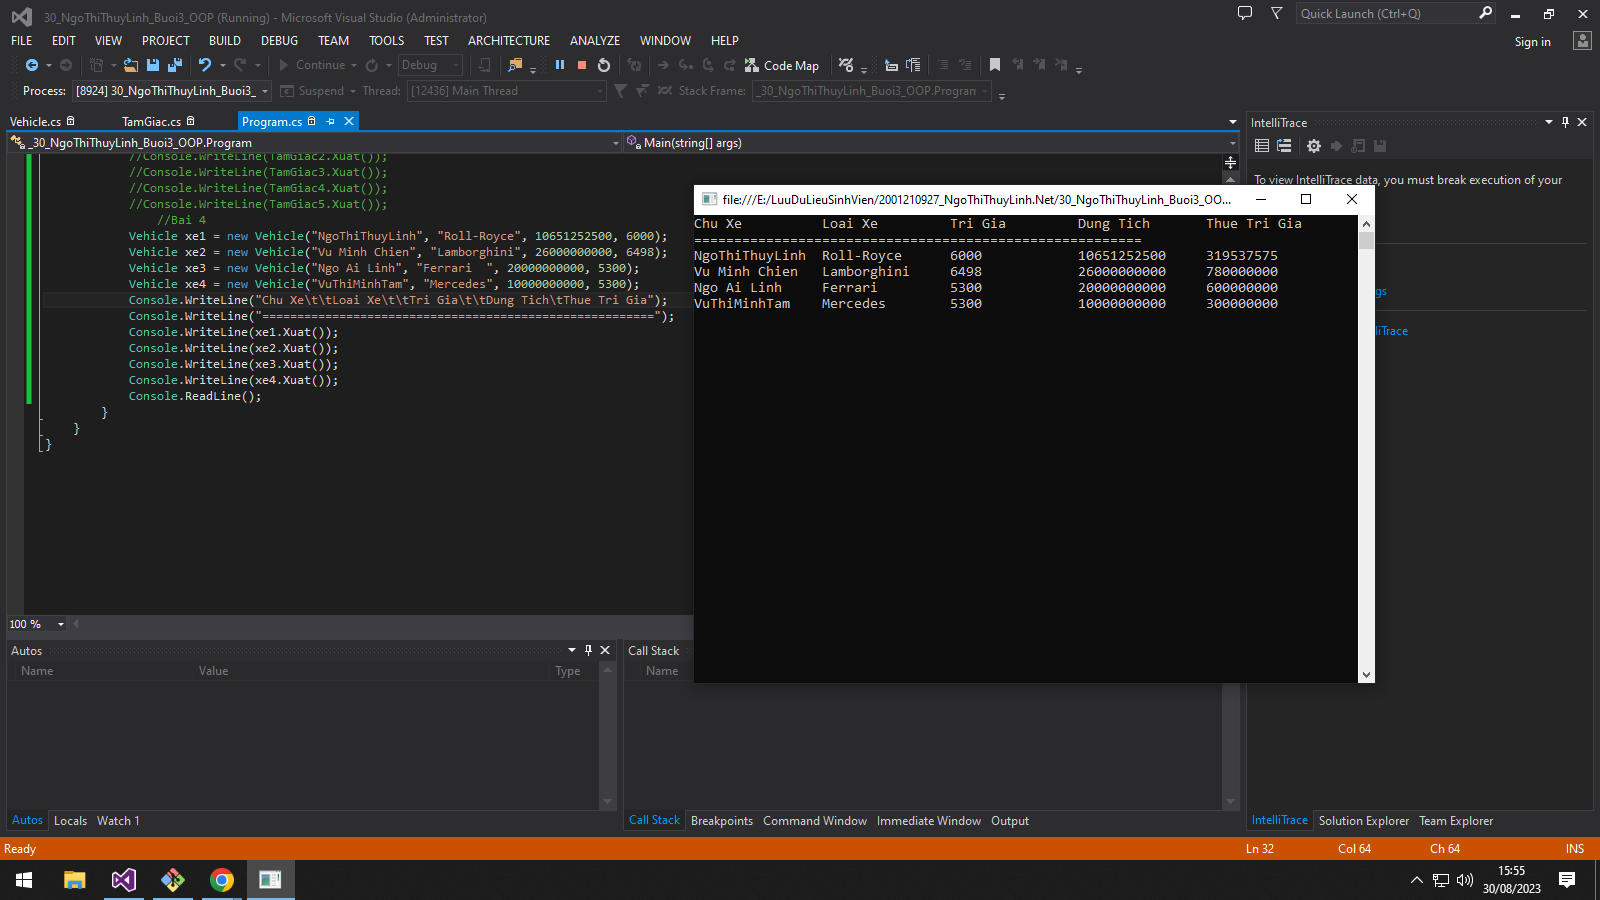 30_NgoThiThuyLinh_Buoi3_OOP (Running) - Microsoft Visual Studio (Administrator)
Quick Launch (Ctrl+Q)
FILE EDIT VIEW PROJECT BUILD DEBUG TEAM TOOLS TEST ARCHITECTURE ANALYZE WINDOW HELP
Sign in
Continue Debug Code Map
Process: [8924] 30_NgoThiThuyLinh_Buoi3_ Suspend Thread: [12436] Main Thread Stack Frame: _30_NgoThiThuyLinh_Buoi3_OOP.Program
Vehicle.cs TamGiac.cs Program.cs
_30_NgoThiThuyLinh_Buoi3_OOP.Program Main(string[] args)
//Console.WriteLine(TamGiac2.Xuat());
//Console.WriteLine(TamGiac3.Xuat());
//Console.WriteLine(TamGiac4.Xuat());
//Console.WriteLine(TamGiac5.Xuat());
//Bai 4
Vehicle xe1 = new Vehicle("NgoThiThuyLinh", "Roll-Royce", 10651252500, 6000);
Vehicle xe2 = new Vehicle("Vu Minh Chien", "Lamborghini", 26000000000, 6498);
Vehicle xe3 = new Vehicle("Ngo Ai Linh", "Ferrari  ", 20000000000, 5300);
Vehicle xe4 = new Vehicle("VuThiMinhTam", "Mercedes", 10000000000, 5300);
Console.WriteLine("Chu Xe\t\tLoai Xe\t\tTri Gia\t\tDung Tich\tThue Tri Gia");
Console.WriteLine("========================================================");
Console.WriteLine(xe1.Xuat());
Console.WriteLine(xe2.Xuat());
Console.WriteLine(xe3.Xuat());
Console.WriteLine(xe4.Xuat());
Console.ReadLine();
}
}
}
file:///E:/LuuDuLieuSinhVien/2001210927_NgoThiThuyLinh.Net/30_NgoThiThuyLinh_Buoi3_OO...
Chu Xe Loai Xe Tri Gia Dung Tich Thue Tri Gia
========================================================
NgoThiThuyLinh Roll-Royce 6000 10651252500 319537575
Vu Minh Chien Lamborghini 6498 26000000000 780000000
Ngo Ai Linh Ferrari 5300 20000000000 600000000
VuThiMinhTam Mercedes 5300 10000000000 300000000
IntelliTrace
To view IntelliTrace data, you must break execution of your
gs
lliTrace
100 %
Autos
Name Value Type
Call Stack
Name
Autos Locals Watch 1
Call Stack Breakpoints Command Window Immediate Window Output
IntelliTrace Solution Explorer Team Explorer
Ready
Ln 32 Col 64 Ch 64 INS
15:55
30/08/2023